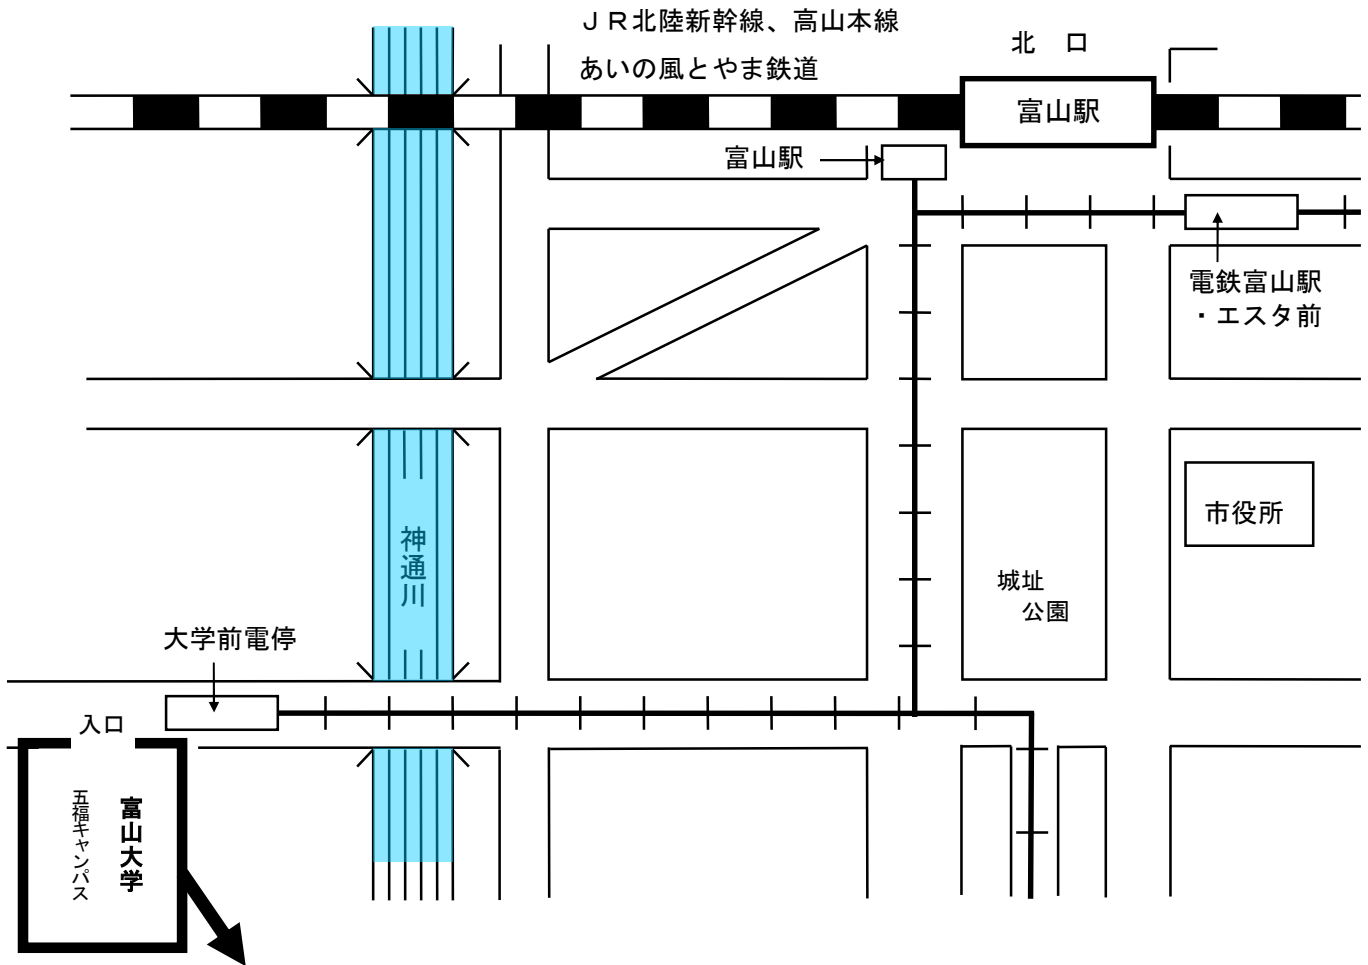 ＪＲ北陸新幹線、高山本線
あいの風とやま鉄道
北　口
富山駅
富山駅
電鉄富山駅
・エスタ前
市役所
神通川
城址
公園
大学前電停
入口
富山大学
五福キャンパス